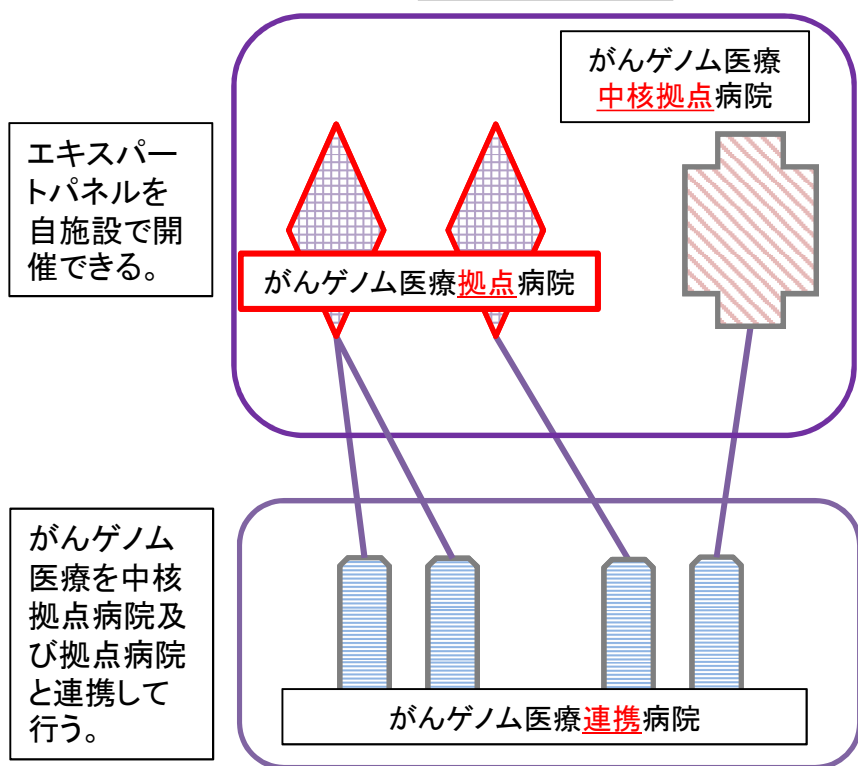 がんゲノム医療
中核拠点病院
エキスパー
トパネルを
自施設で開
催できる。
がんゲノム医療拠点病院
がんゲノム
医療を中核
拠点病院及
び拠点病院
と連携して
行う。
がんゲノム医療連携病院